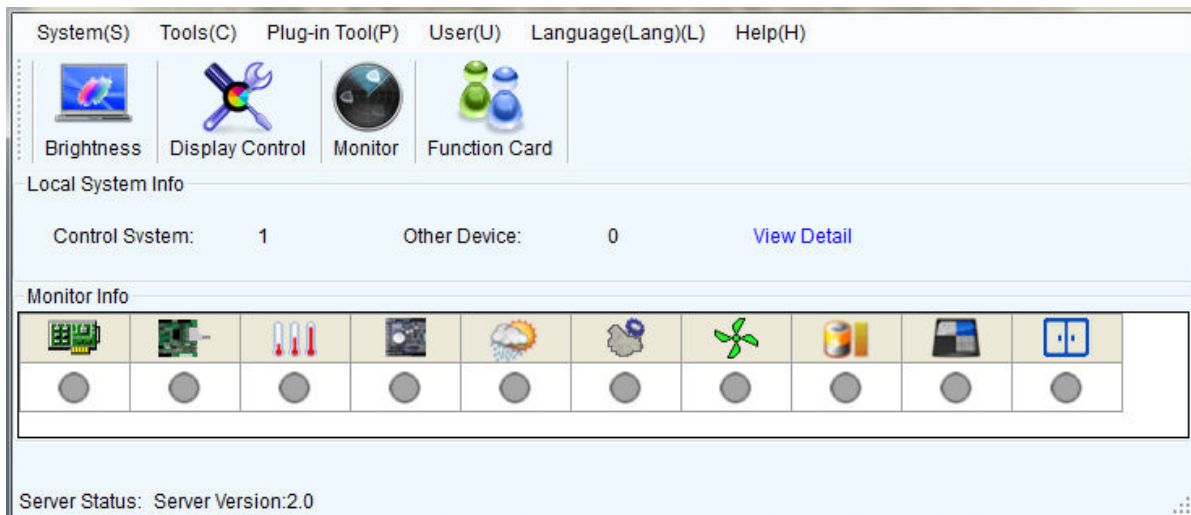 System(S) Tools(C) Plug-in Tool(P) User(U) Language(Lang)(L) Help(H)
Brightness Display Control Monitor Function Card
Local System Info
Control System: 1 Other Device: 0 View Detail
Monitor Info
Server Status: Server Version:2.0